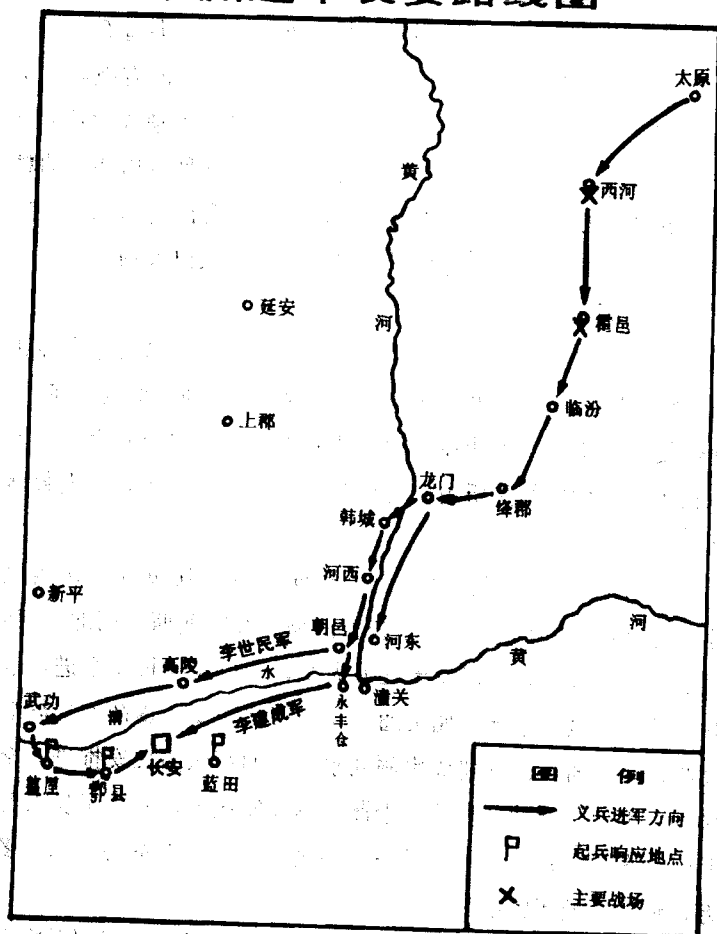 太原
黄
西河
延安
河
霍邑
上郡
临汾
龙门
绛郡
韩城
河西
新平
朝邑
河东
河
李世民军
黄
高陵
水
武功
渭
李建成军
永丰仓
潼关
盩厔
鄠县
长安
蓝田
图 例
义兵进军方向
起兵响应地点
主要战场